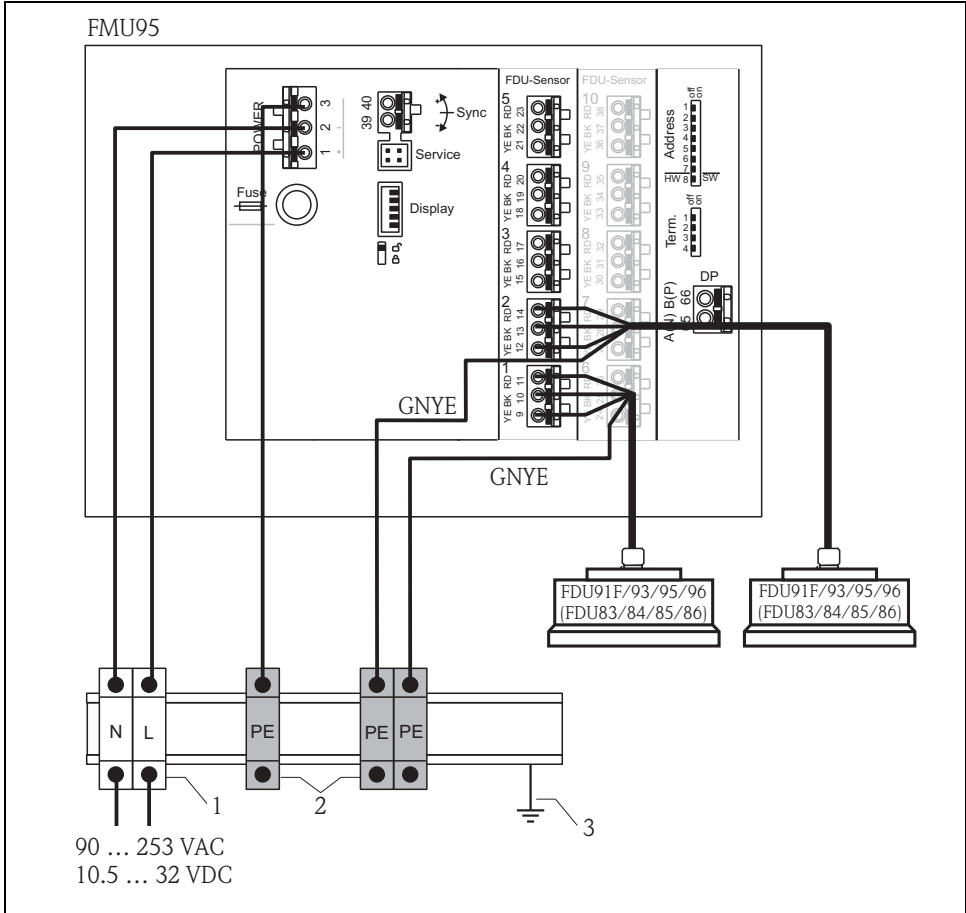 FMU95
POWER
3
2
1
Fuse
39 40
Sync
Service
Display
FDU-Sensor
5
YE BK RD
21 22 23
4
YE BK RD
18 19 20
3
YE BK RD
15 16 17
2
YE BK RD
12 13 14
1
YE BK RD
9 10 11
FDU-Sensor
10
YE BK RD
36 37 38
9
YE BK RD
33 34 35
8
YE BK RD
30 31 32
7
YE BK RD
6
YE BK RD
Address
off
on
1
2
3
4
5
6
7
HW 8 SW
Term.
off
on
1
2
3
4
DP
A(N) B(P)
66
GNYE
GNYE
FDU91F/93/95/96
(FDU83/84/85/86)
FDU91F/93/95/96
(FDU83/84/85/86)
N L PE PE PE
1
2
3
90 … 253 VAC
10.5 … 32 VDC